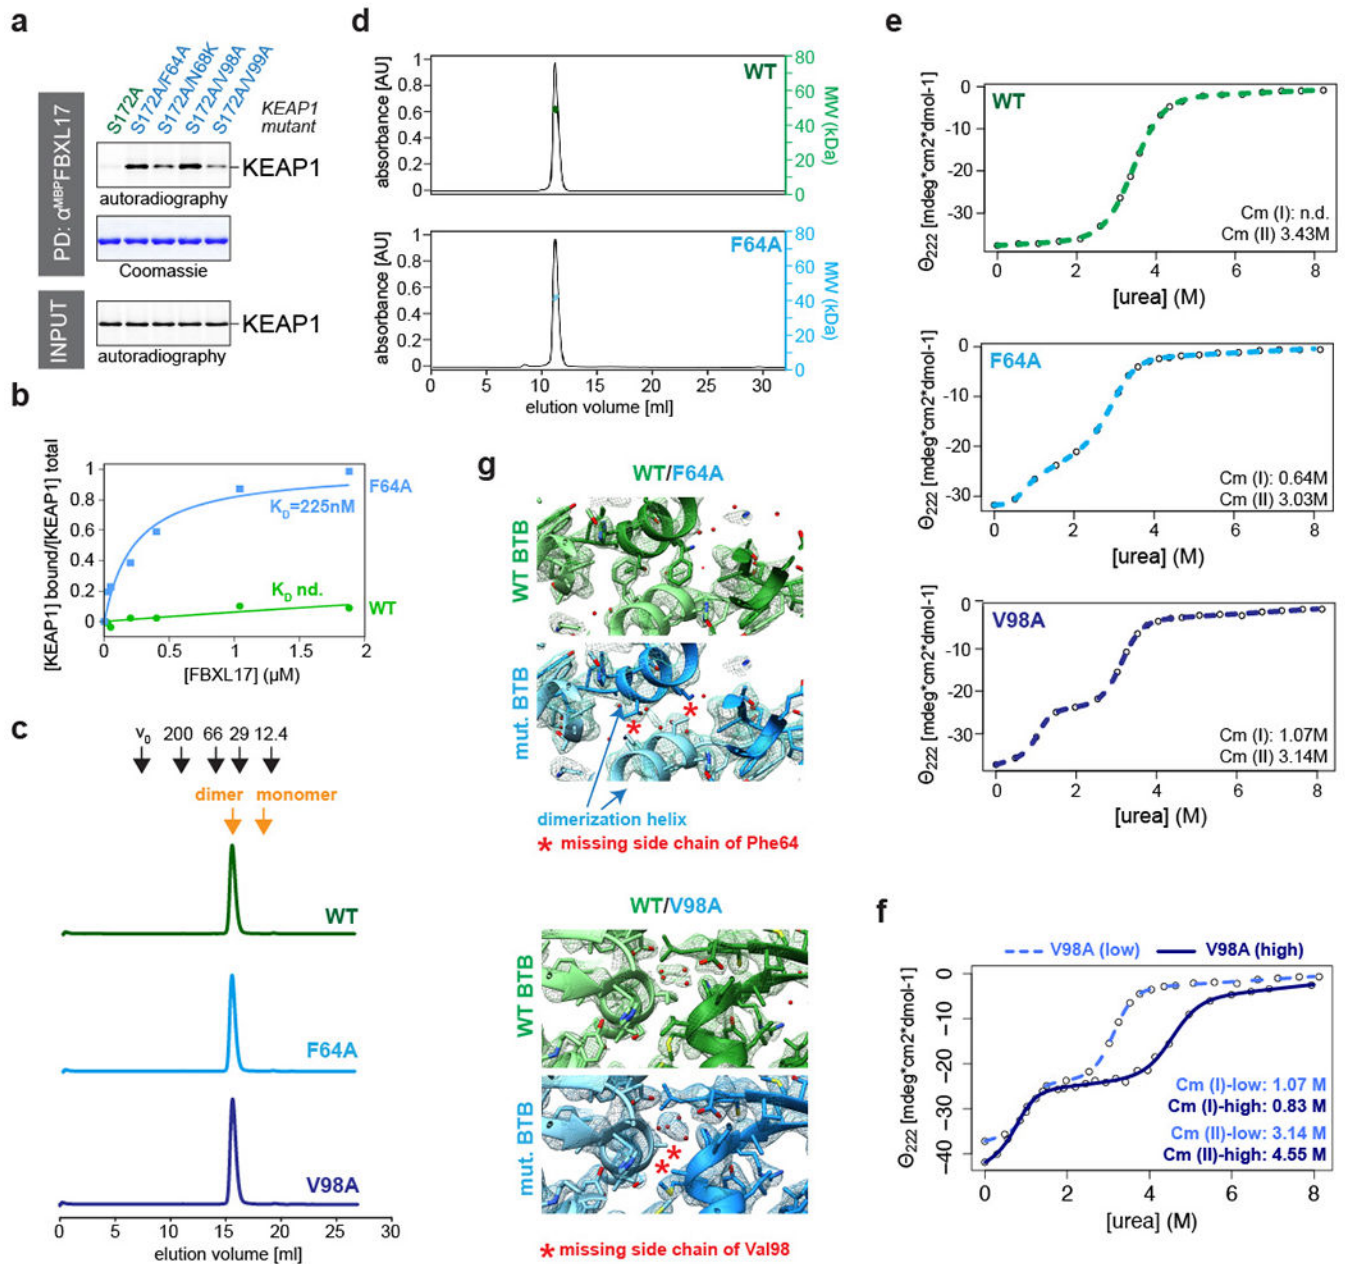 a
S172A
S172A/F64A
S172A/N68K
S172A/V98A
S172A/V99A
KEAP1
mutant
PD: αMBPFBXL17
KEAP1
autoradiography
Coomassie
INPUT
KEAP1
autoradiography
b
[KEAP1] bound/[KEAP1] total
1
0.8
0.6
0.4
0.2
0
F64A
KD=225nM
KD nd.
WT
0 0.5 1 1.5 2
[FBXL17] (µM)
c
v0 200 66 29 12.4
dimer monomer
WT
F64A
V98A
0 5 10 15 20 25 30
elution volume [ml]
d
absorbance [AU]
1
0.8
0.6
0.4
0.2
0
WT
80
60
40
20
0
MW (kDa)
absorbance [AU]
1
0.8
0.6
0.4
0.2
0
F64A
80
60
40
20
0
MW (kDa)
0 5 10 15 20 25 30
elution volume [ml]
g
WT/F64A
WT BTB
mut. BTB
* *
dimerization helix
* missing side chain of Phe64
WT/V98A
WT BTB
mut. BTB
* *
* missing side chain of Val98
e
Θ222 [mdeg*cm2*dmol-1]
0
-10
-20
-30
WT
Cm (I): n.d.
Cm (II) 3.43M
0 2 4 6 8
[urea] (M)
Θ222 [mdeg*cm2*dmol-1]
0
-10
-20
-30
F64A
Cm (I): 0.64M
Cm (II) 3.03M
0 2 4 6 8
[urea] (M)
Θ222 [mdeg*cm2*dmol-1]
0
-10
-20
-30
V98A
Cm (I): 1.07M
Cm (II) 3.14M
0 2 4 6 8
[urea] (M)
f
V98A (low) V98A (high)
Θ222 [mdeg*cm2*dmol-1]
0
−10
−20
−30
−40
Cm (I)-low: 1.07 M
Cm (I)-high: 0.83 M
Cm (II)-low: 3.14 M
Cm (II)-high: 4.55 M
0 2 4 6 8
[urea] (M)